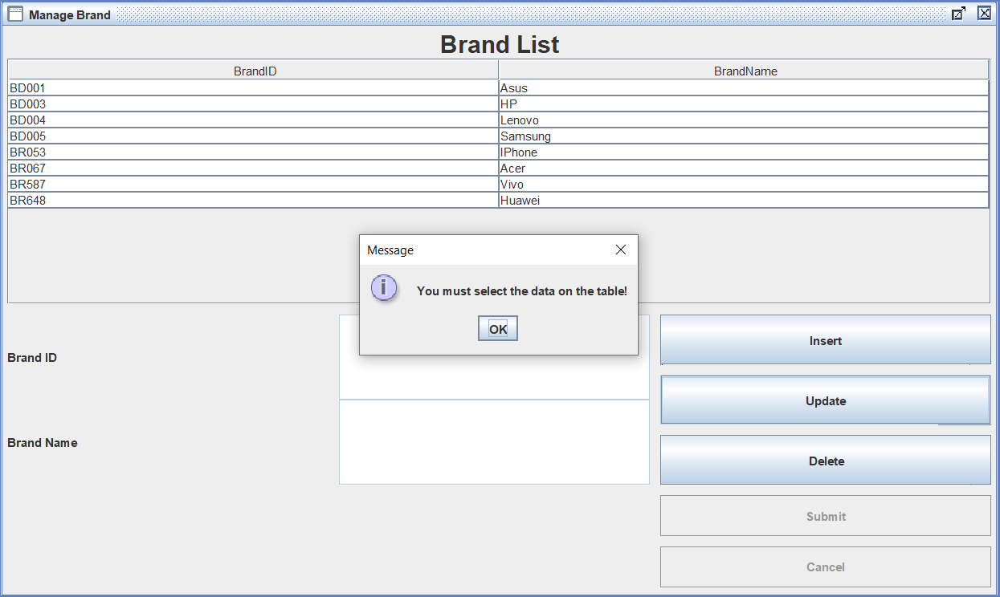 Manage Brand
Brand List
BrandID BrandName
BD001 Asus
BD003 HP
BD004 Lenovo
BD005 Samsung
BR053 IPhone
BR067 Acer
BR587 Vivo
BR648 Huawei
Message
i You must select the data on the table!
OK
Brand ID
Brand Name
Insert
Update
Delete
Submit
Cancel